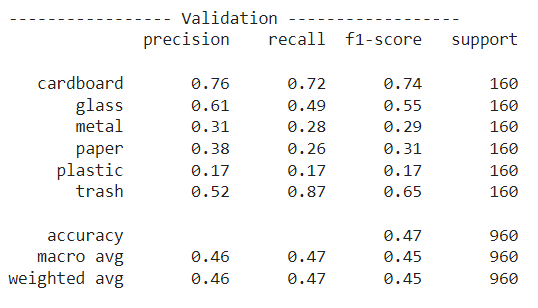 ----------------- Validation -----------------
precision recall f1-score support
cardboard 0.76 0.72 0.74 160
glass 0.61 0.49 0.55 160
metal 0.31 0.28 0.29 160
paper 0.38 0.26 0.31 160
plastic 0.17 0.17 0.17 160
trash 0.52 0.87 0.65 160
accuracy 0.47 960
macro avg 0.46 0.47 0.45 960
weighted avg 0.46 0.47 0.45 960